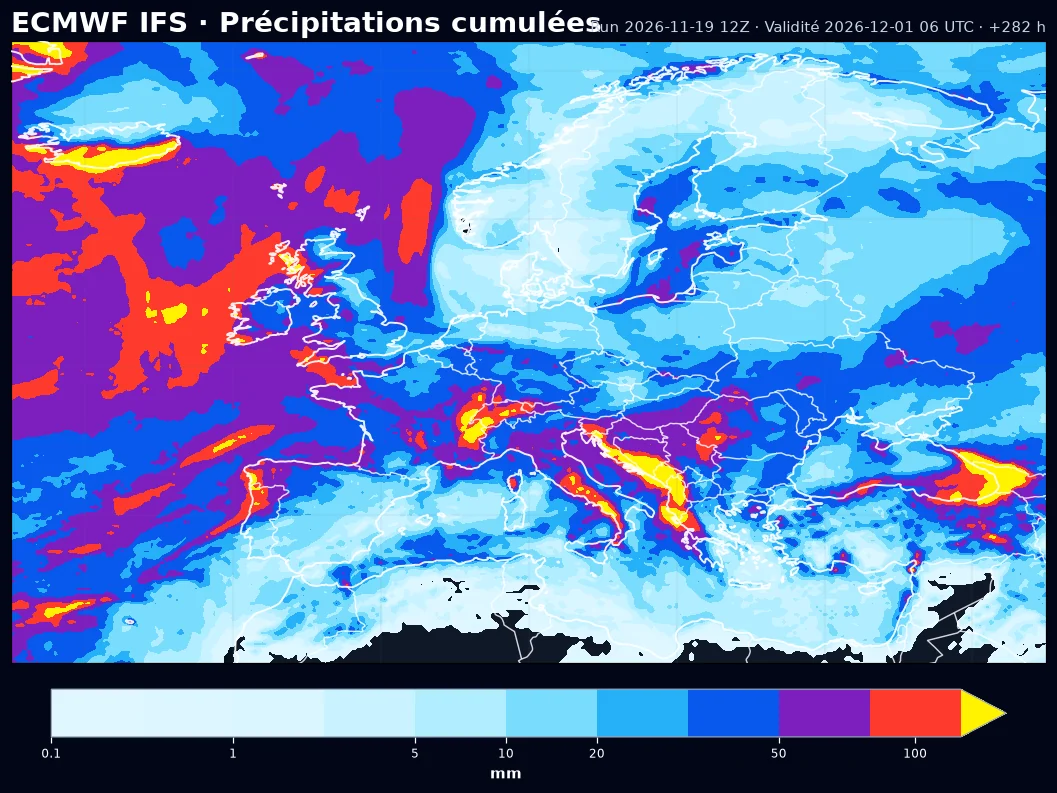 ECMWF IFS · Précipitations cumulées
Run 2026-11-19 12Z · Validité 2026-12-01 06 UTC · +282 h
0.1 1 5 10 20 50 100
mm